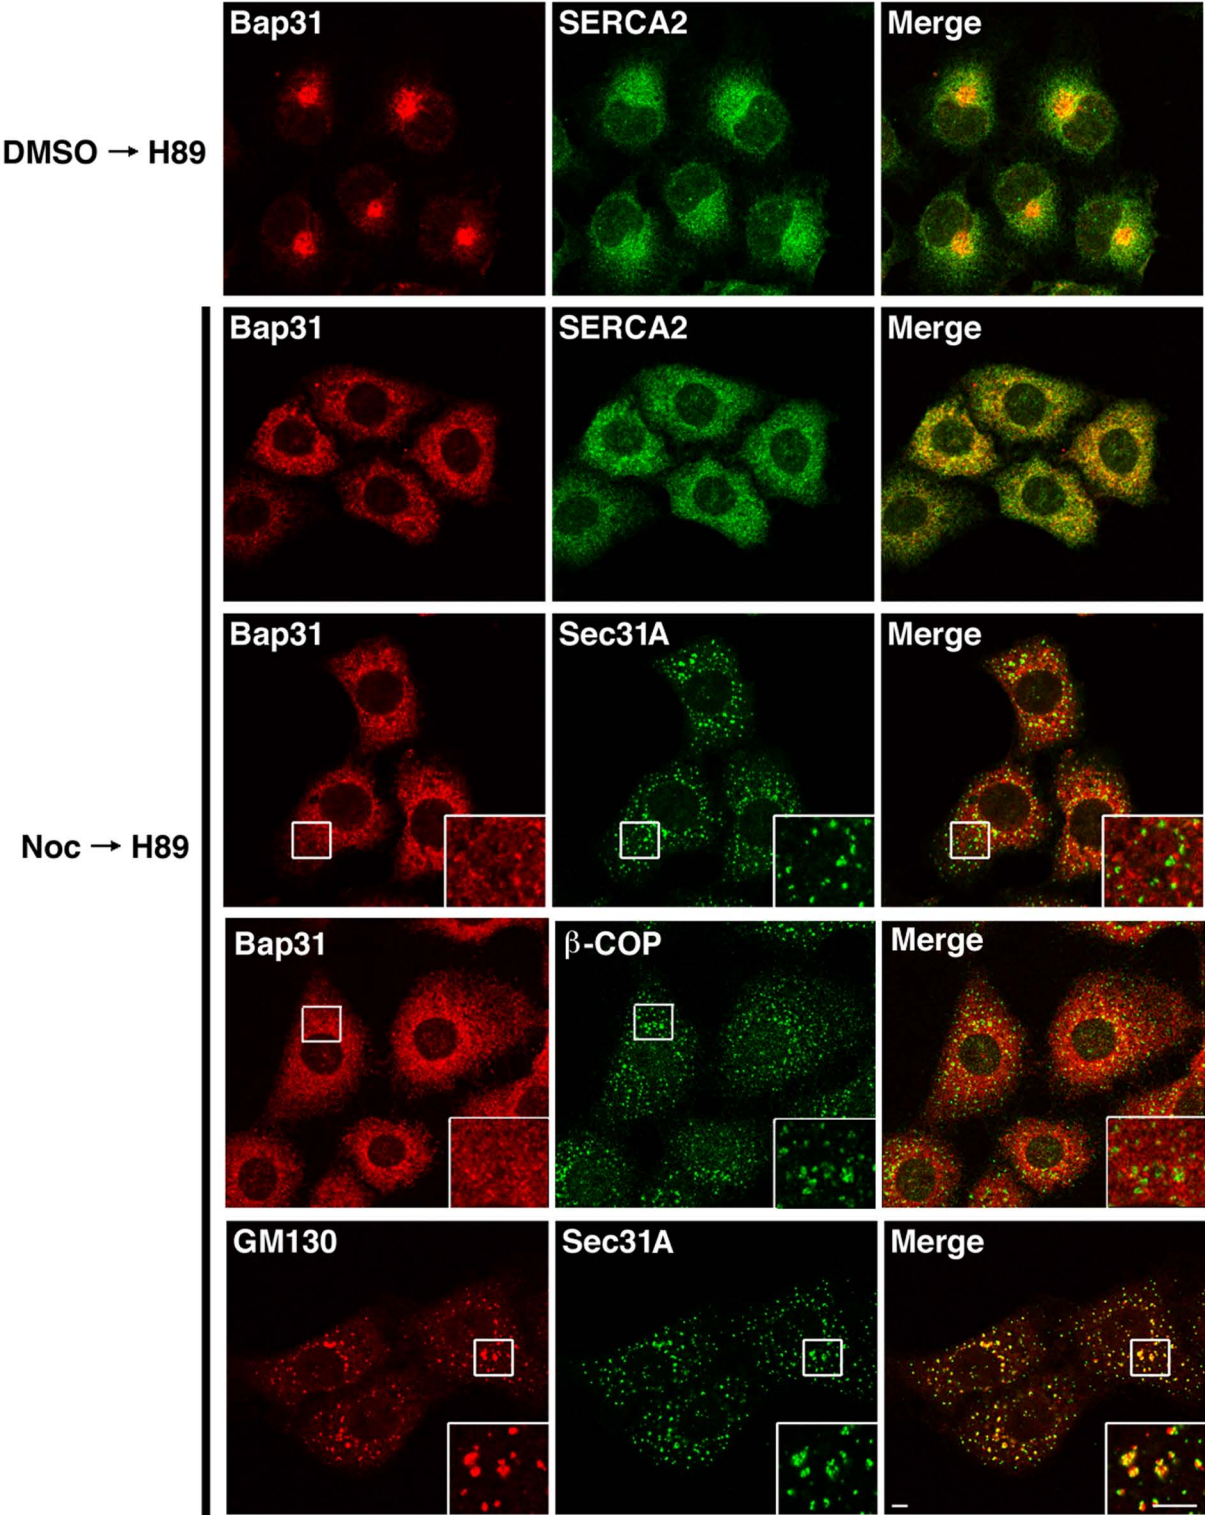 Bap31 SERCA2 Merge
DMSO → H89
Bap31 SERCA2 Merge
Bap31 Sec31A Merge
Noc → H89
Bap31 β-COP Merge
GM130 Sec31A Merge